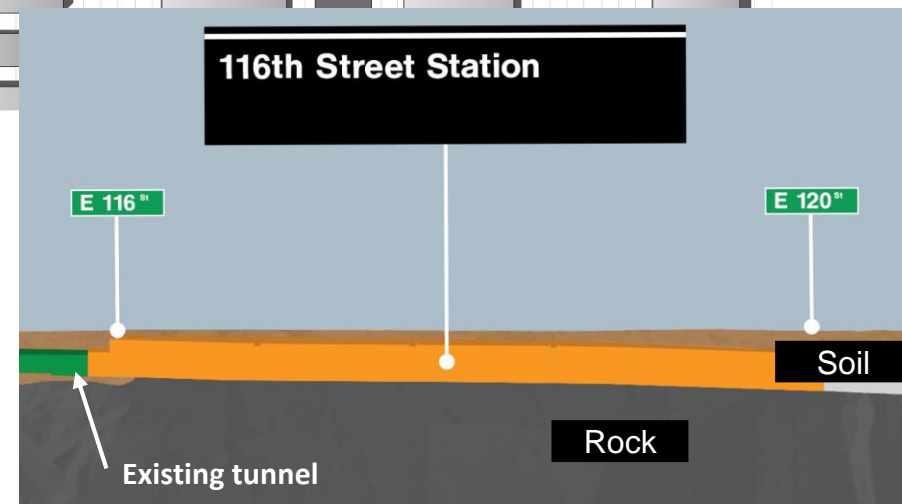 116th Street Station
E 116 St
E 120 St
Soil
Rock
Existing tunnel